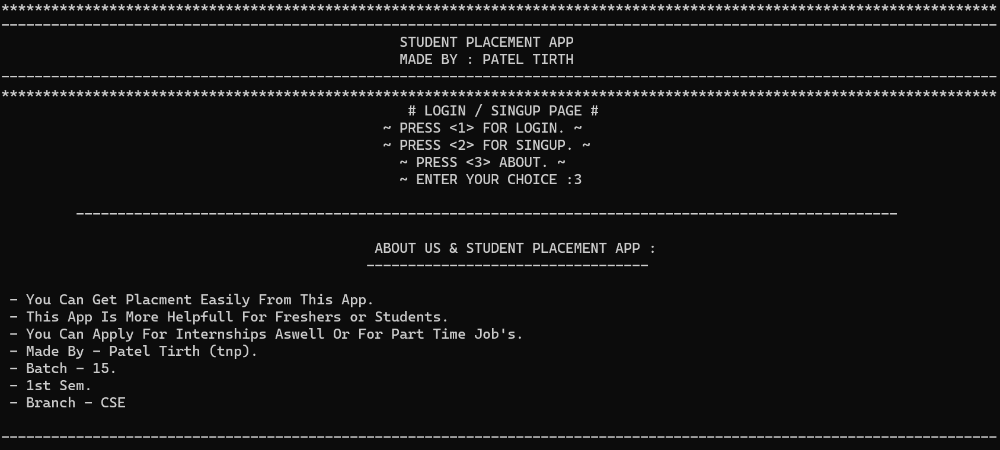 ************************************************************************************************************************
------------------------------------------------------------------------------------------------------------------------
STUDENT PLACEMENT APP
MADE BY : PATEL TIRTH
------------------------------------------------------------------------------------------------------------------------
************************************************************************************************************************
# LOGIN / SINGUP PAGE #
~ PRESS <1> FOR LOGIN. ~
~ PRESS <2> FOR SINGUP. ~
~ PRESS <3> ABOUT. ~
~ ENTER YOUR CHOICE :3
---------------------------------------------------------------------------------------------------
ABOUT US & STUDENT PLACEMENT APP :
----------------------------------
- You Can Get Placment Easily From This App.
- This App Is More Helpfull For Freshers or Students.
- You Can Apply For Internships Aswell Or For Part Time Job's.
- Made By - Patel Tirth (tnp).
- Batch - 15.
- 1st Sem.
- Branch - CSE
------------------------------------------------------------------------------------------------------------------------